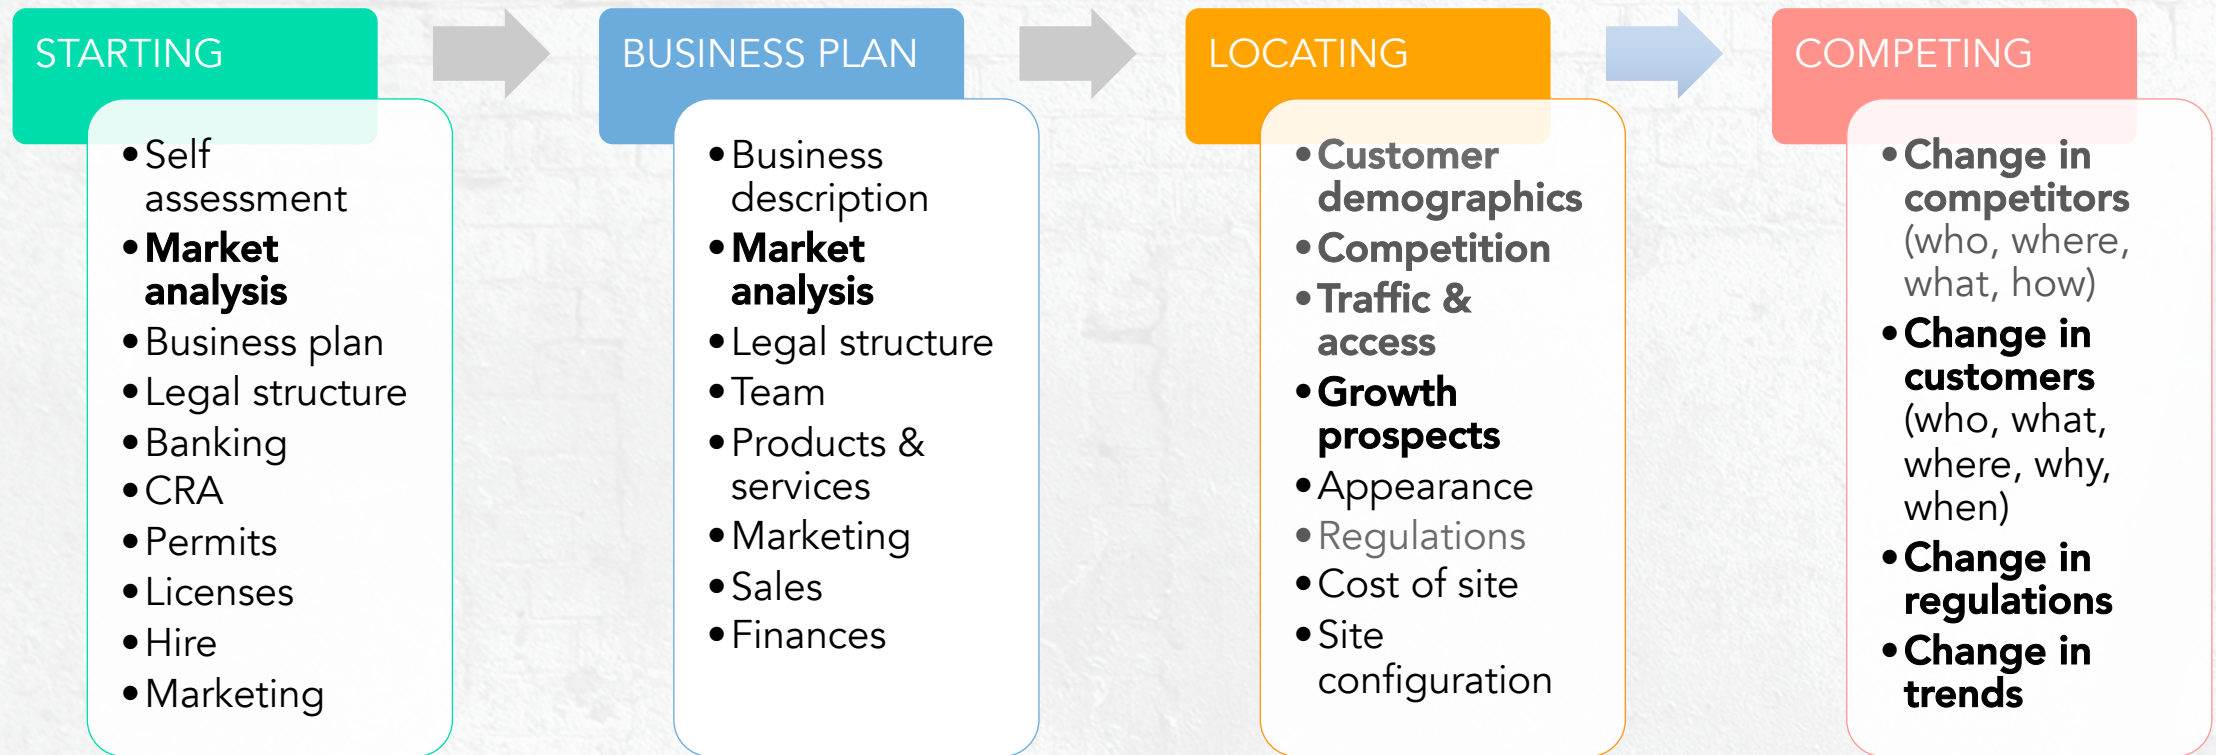 STARTING
• Self
assessment
• Market
analysis
• Business plan
• Legal structure
• Banking
• CRA
• Permits
• Licenses
• Hire
• Marketing
BUSINESS PLAN
• Business
description
• Market
analysis
• Legal structure
• Team
• Products &
services
• Marketing
• Sales
• Finances
LOCATING
• Customer
demographics
• Competition
• Traffic &
access
• Growth
prospects
• Appearance
• Regulations
• Cost of site
• Site
configuration
COMPETING
• Change in
competitors
(who, where,
what, how)
• Change in
customers
(who, what,
where, why,
when)
• Change in
regulations
• Change in
trends